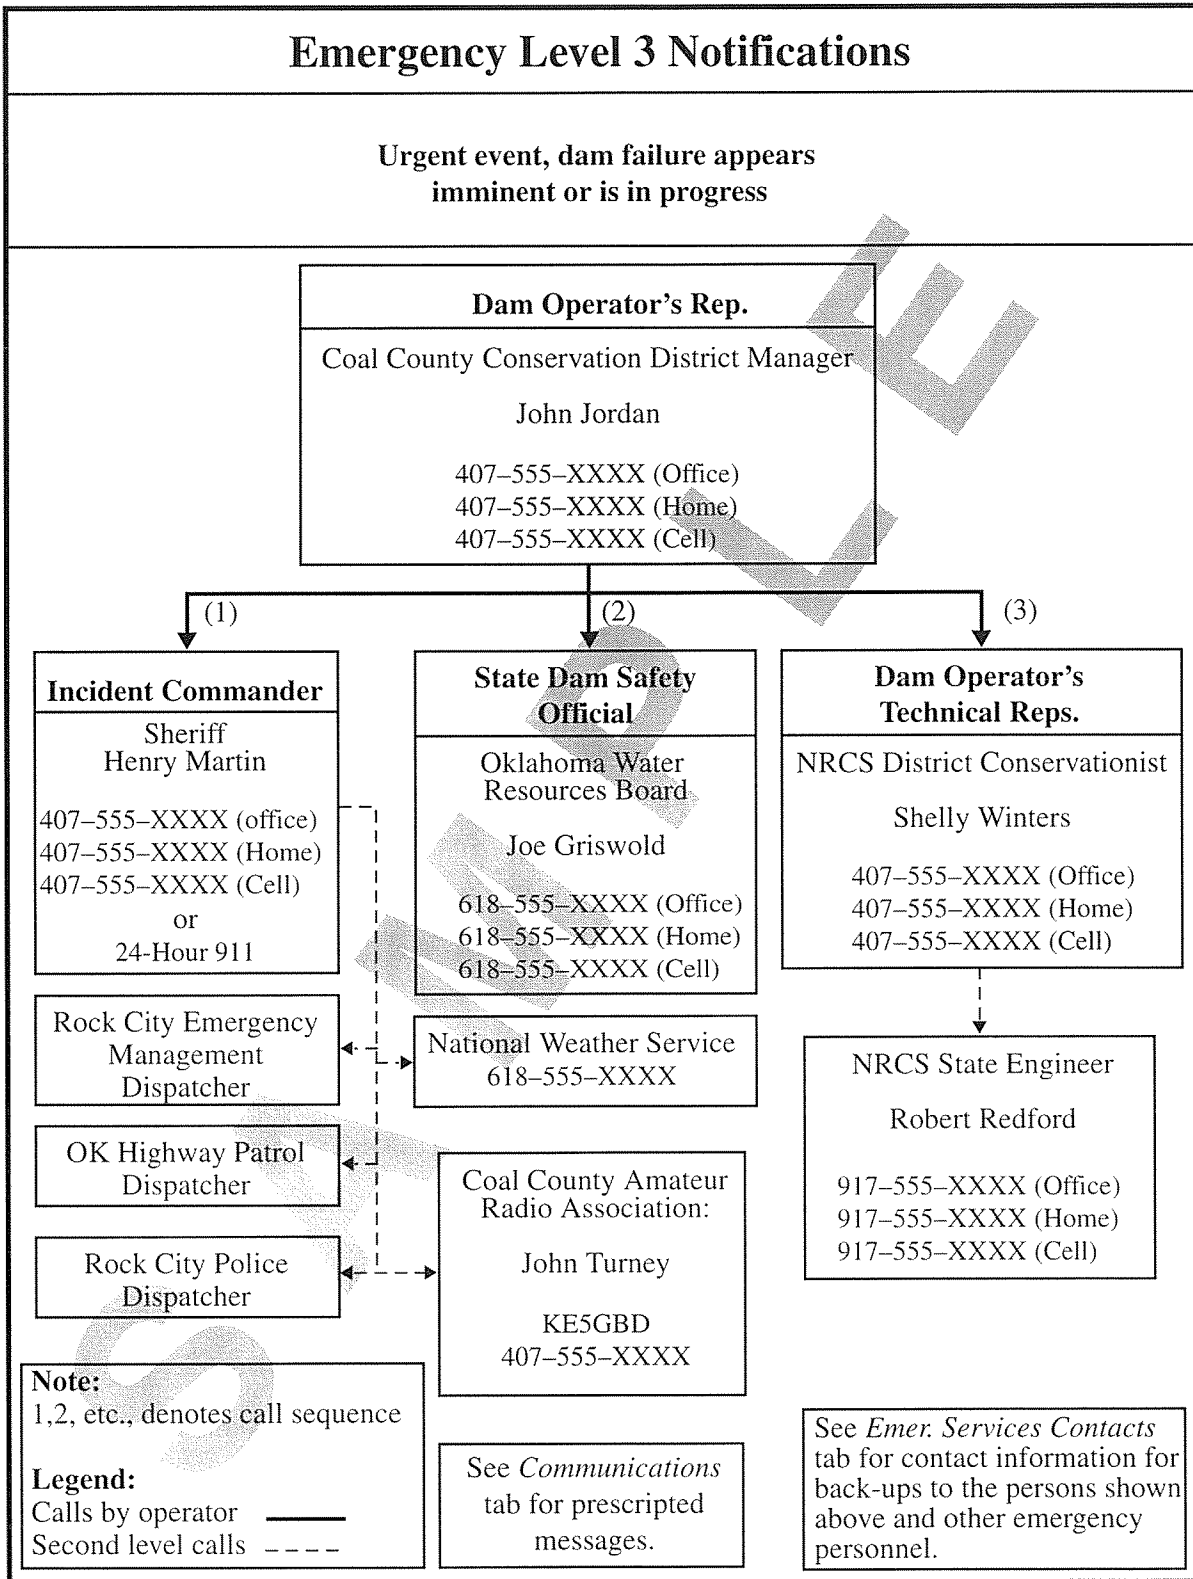 Emergency Level 3 Notifications
Urgent event, dam failure appears
imminent or is in progress
Dam Operator's Rep.
Coal County Conservation District Manager
John Jordan
407–555–XXXX (Office)
407–555–XXXX (Home)
407–555–XXXX (Cell)
(1)
(2)
(3)
Incident Commander
Sheriff
Henry Martin
407–555–XXXX (office)
407–555–XXXX (Home)
407–555–XXXX (Cell)
or
24-Hour 911
Rock City Emergency
Management
Dispatcher
OK Highway Patrol
Dispatcher
Rock City Police
Dispatcher
State Dam Safety
Official
Oklahoma Water
Resources Board
Joe Griswold
618–555–XXXX (Office)
618–555–XXXX (Home)
618–555–XXXX (Cell)
National Weather Service
618–555–XXXX
Coal County Amateur
Radio Association:
John Turney
KE5GBD
407–555–XXXX
Dam Operator's
Technical Reps.
NRCS District Conservationist
Shelly Winters
407–555–XXXX (Office)
407–555–XXXX (Home)
407–555–XXXX (Cell)
NRCS State Engineer
Robert Redford
917–555–XXXX (Office)
917–555–XXXX (Home)
917–555–XXXX (Cell)
Note:
1,2, etc., denotes call sequence
Legend:
Calls by operator
Second level calls
See Communications
tab for prescripted
messages.
See Emer. Services Contacts
tab for contact information for
back-ups to the persons shown
above and other emergency
personnel.
SAMPLE